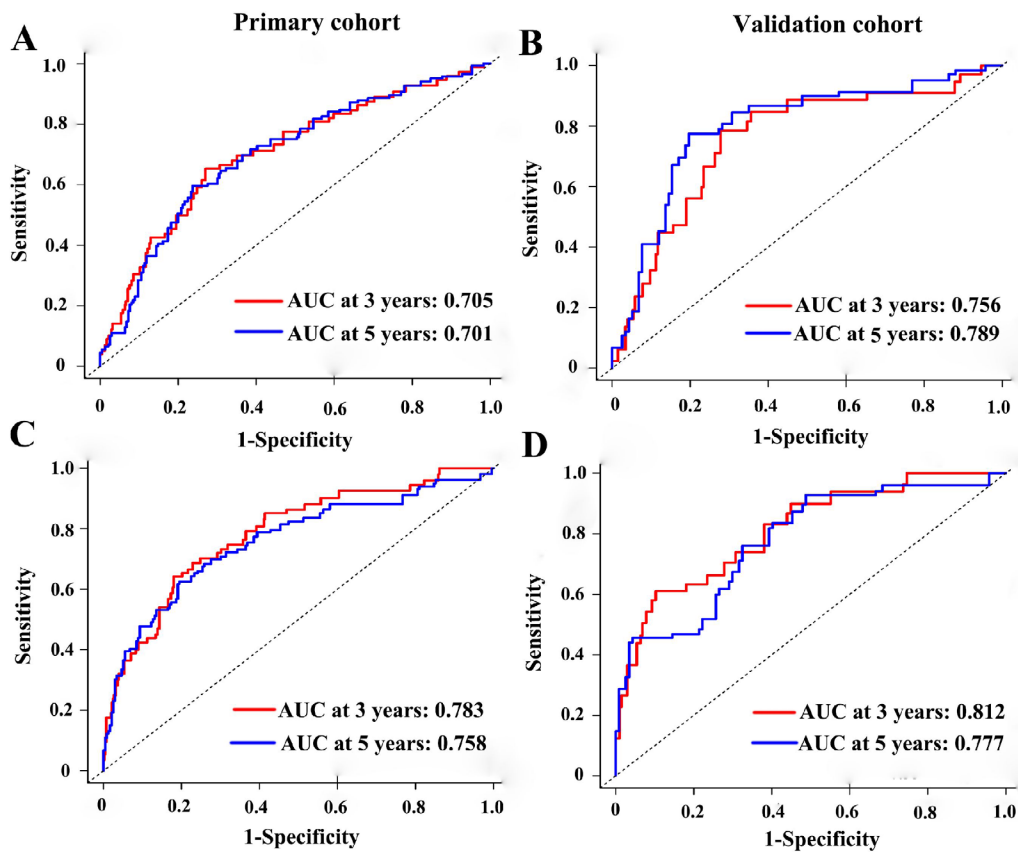 Primary cohort
Validation cohort
A
1.0
0.8
0.6
0.4
0.2
0
Sensitivity
AUC at 3 years: 0.705
AUC at 5 years: 0.701
0 0.2 0.4 0.6 0.8 1.0
1-Specificity
B
1.0
0.8
0.6
0.4
0.2
0
Sensitivity
AUC at 3 years: 0.756
AUC at 5 years: 0.789
0 0.2 0.4 0.6 0.8 1.0
1-Specificity
C
1.0
0.8
0.6
0.4
0.2
0
Sensitivity
AUC at 3 years: 0.783
AUC at 5 years: 0.758
0 0.2 0.4 0.6 0.8 1.0
1-Specificity
D
1.0
0.8
0.6
0.4
0.2
0
Sensitivity
AUC at 3 years: 0.812
AUC at 5 years: 0.777
0 0.2 0.4 0.6 0.8 1.0
1-Specificity